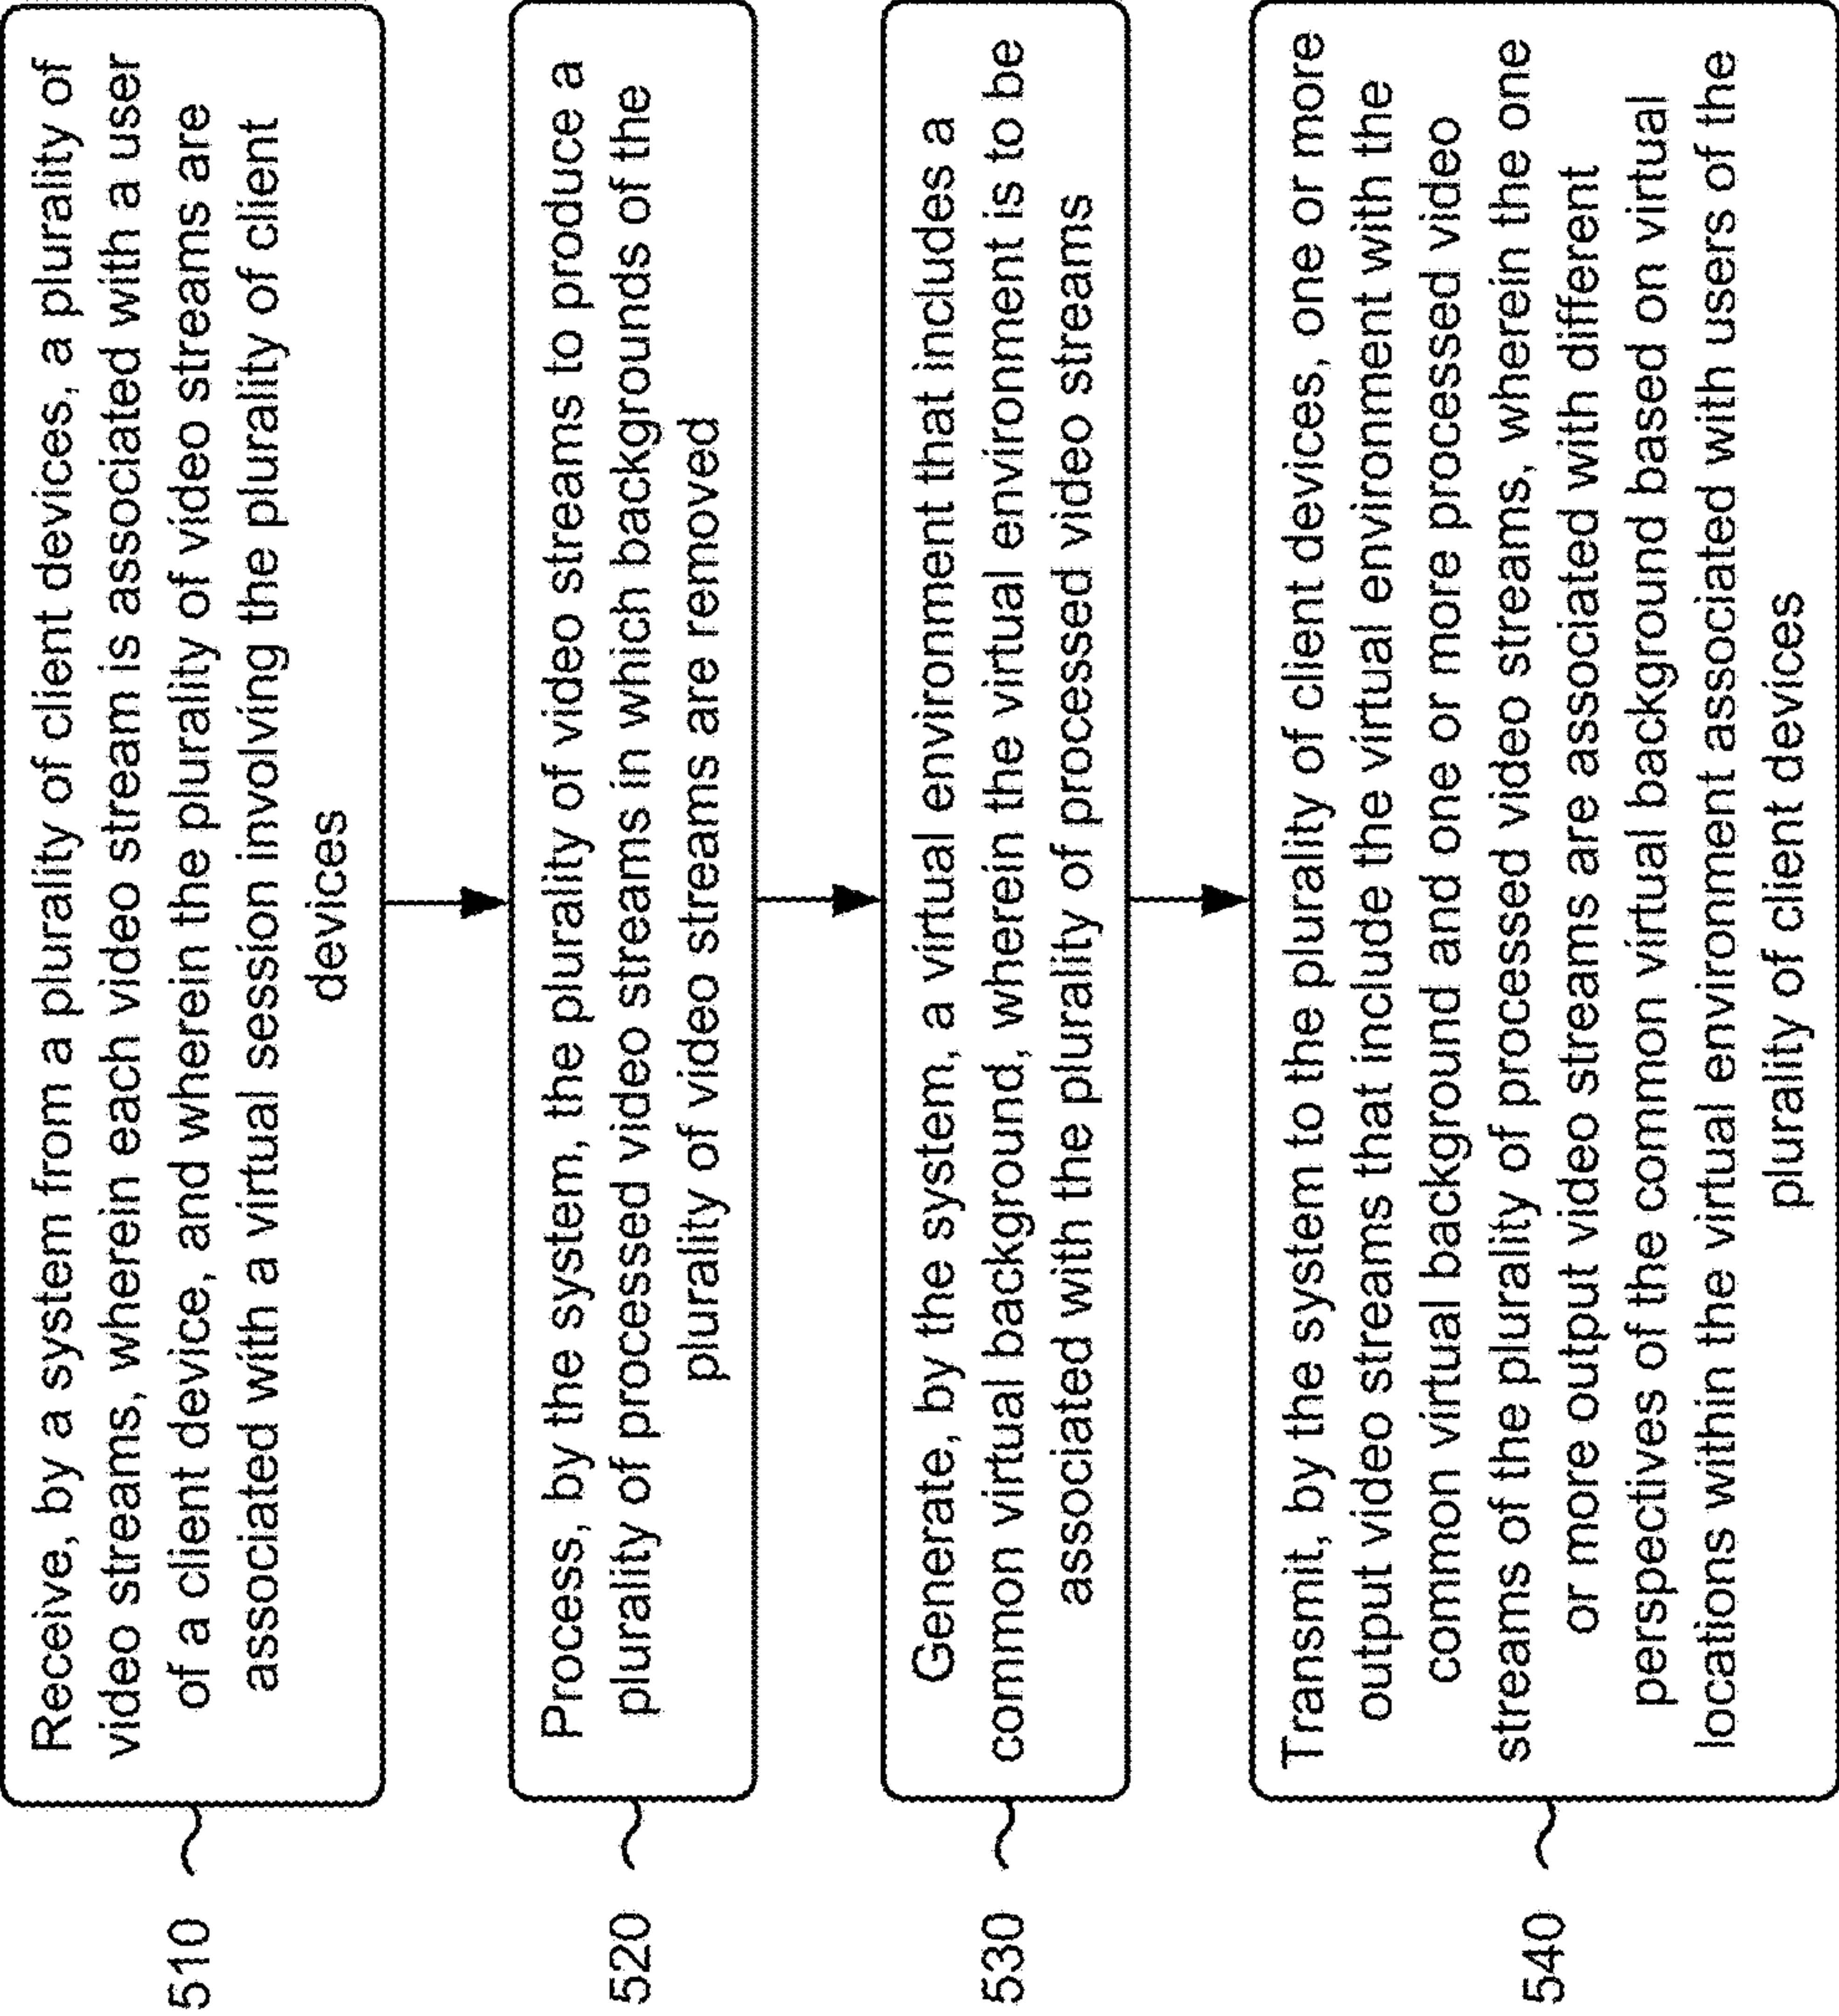 510
Receive, by a system from a plurality of client devices, a plurality of
video streams, wherein each video stream is associated with a user
of a client device, and wherein the plurality of video streams are
associated with a virtual session involving the plurality of client
devices
520
Process, by the system, the plurality of video streams to produce a
plurality of processed video streams in which backgrounds of the
plurality of video streams are removed
530
Generate, by the system, a virtual environment that includes a
common virtual background, wherein the virtual environment is to be
associated with the plurality of processed video streams
540
Transmit, by the system to the plurality of client devices, one or more
output video streams that include the virtual environment with the
common virtual background and one or more processed video
streams of the plurality of processed video streams, wherein the one
or more output video streams are associated with different
perspectives of the common virtual background based on virtual
locations within the virtual environment associated with users of the
plurality of client devices